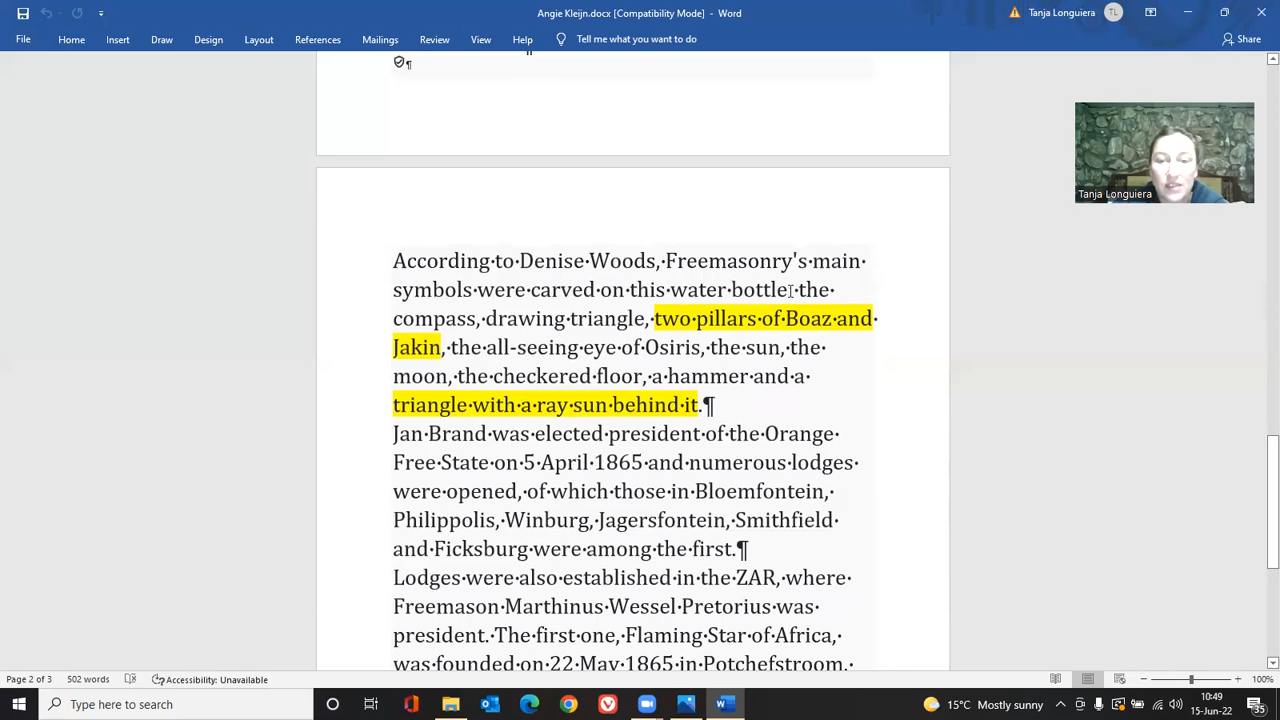 Angie Kleijn.docx [Compatibility Mode] - Word
Tanja Longuiera TL
File Home Insert Draw Design Layout References Mailings Review View Help Tell me what you want to do Share
Tanja Longuiera
According to Denise Woods, Freemasonry's main
symbols were carved on this water bottle the
compass, drawing triangle, two pillars of Boaz and
Jakin, the all-seeing eye of Osiris, the sun, the
moon, the checkered floor, a hammer and a
triangle with a ray sun behind it.¶
Jan Brand was elected president of the Orange
Free State on 5 April 1865 and numerous lodges
were opened, of which those in Bloemfontein,
Philippolis, Winburg, Jagersfontein, Smithfield
and Ficksburg were among the first.¶
Lodges were also established in the ZAR, where
Freemason Marthinus Wessel Pretorius was
president. The first one, Flaming Star of Africa,
was founded on 22 May 1865 in Potchefstroom,
Page 2 of 3 502 words Accessibility: Unavailable 100%
Type here to search 15°C Mostly sunny 10:49
15-Jun-22 35